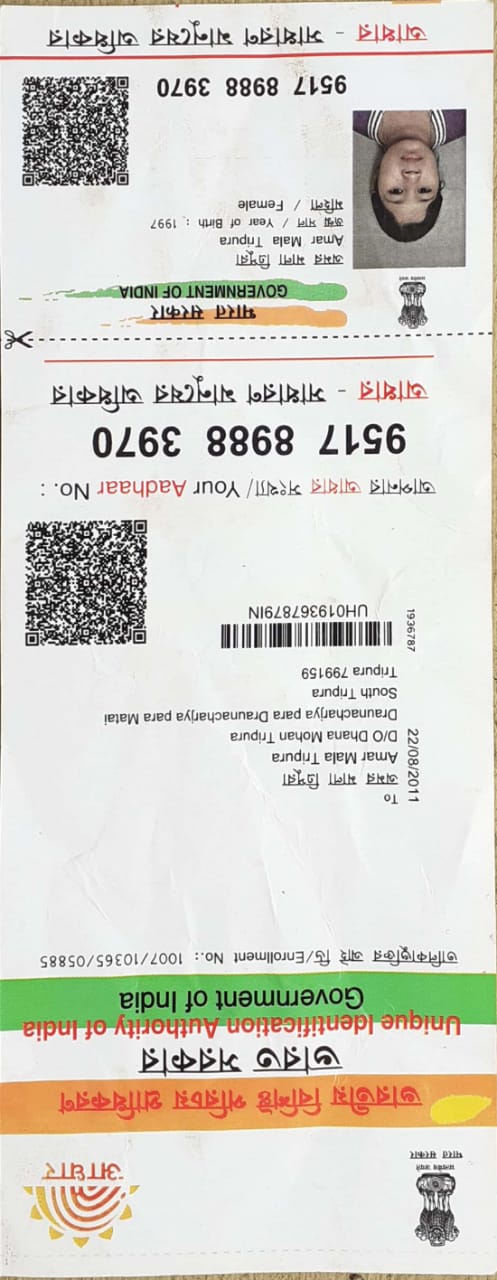 सत्यमेव जयते
भारत सरकार
আধাৰ
ভারতীয় বিশিষ্ট পরিচয় প্রাধিকরণ
ভারত সরকার
Unique Identification Authority of India
Government of India
তালিকাভুক্তির আই ডি/Enrollment No.: 1007/10365/05885
22/08/2011
To
অমর মালা ত্রিপুরা
Amar Mala Tripura
D/O Dhana Mohan Tripura
Draunacharjya para Draunacharjya para Matai
South Tripura
Tripura 799159
1936787
UH019367879IN
আপনার আধার সংখ্যা/ Your Aadhaar No. :
9517 8988 3970
আধার - সাধারণ মানুষের অধিকার
भारत सरकार
GOVERNMENT OF INDIA
অমর মালা ত্রিপুরা
Amar Mala Tripura
জন্ম সাল / Year of Birth : 1997
মহিলা / Female
9517 8988 3970
আধার - সাধারণ মানুষের অধিকার